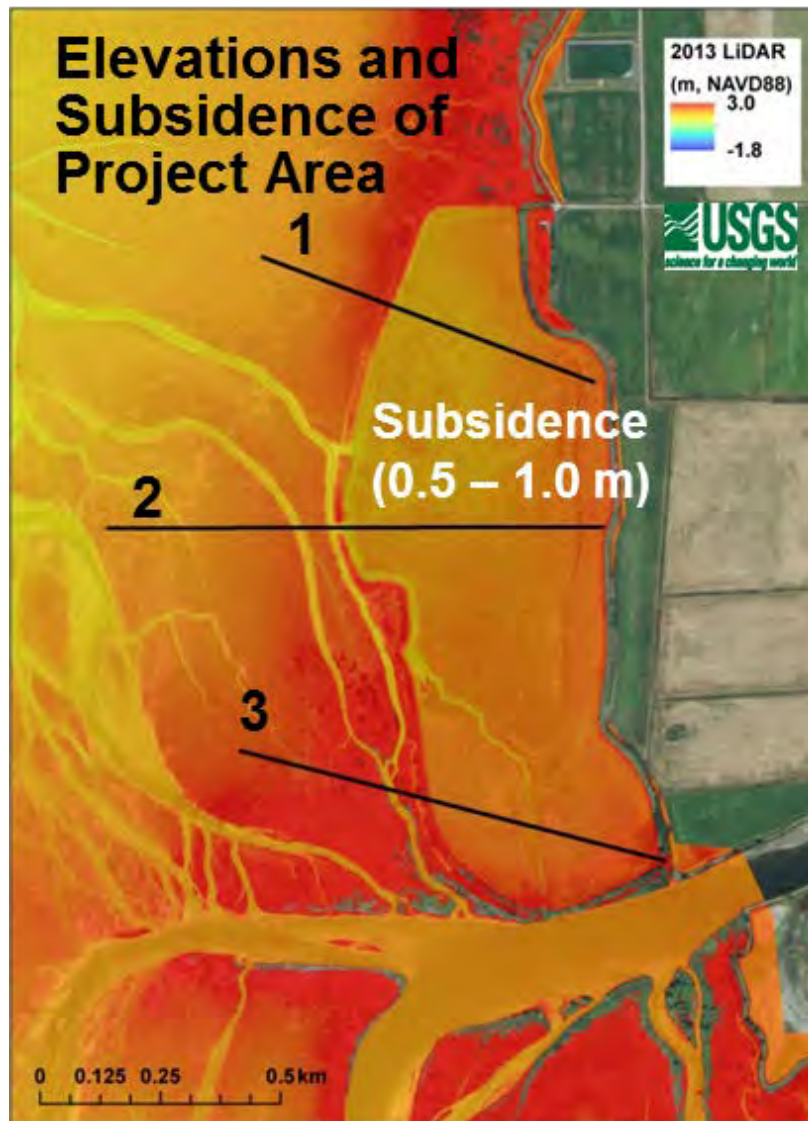 Elevations and
Subsidence of
Project Area
2013 LiDAR
(m, NAVD88)
3.0
-1.8
USGS
science for a changing world
1
Subsidence
(0.5 – 1.0 m)
2
3
0 0.125 0.25 0.5 km